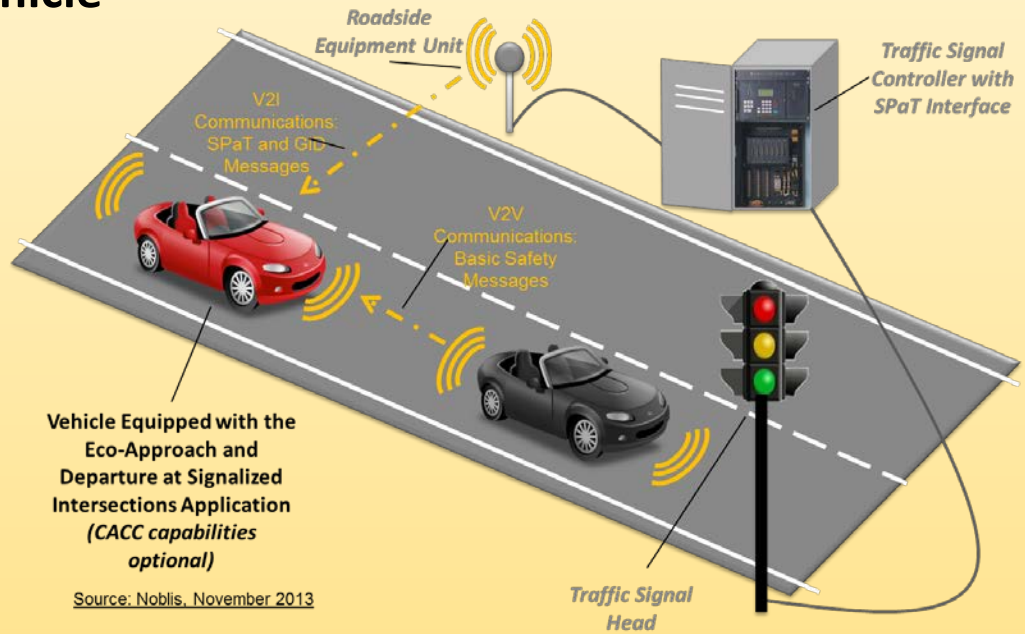 Roadside
Equipment Unit
Traffic Signal
Controller with
SPaT Interface
V2I
Communications:
SPaT and GID
Messages
V2V
Communications:
Basic Safety
Messages
Vehicle Equipped with the
Eco-Approach and
Departure at Signalized
Intersections Application
(CACC capabilities
optional)
Source: Noblis, November 2013
Traffic Signal
Head